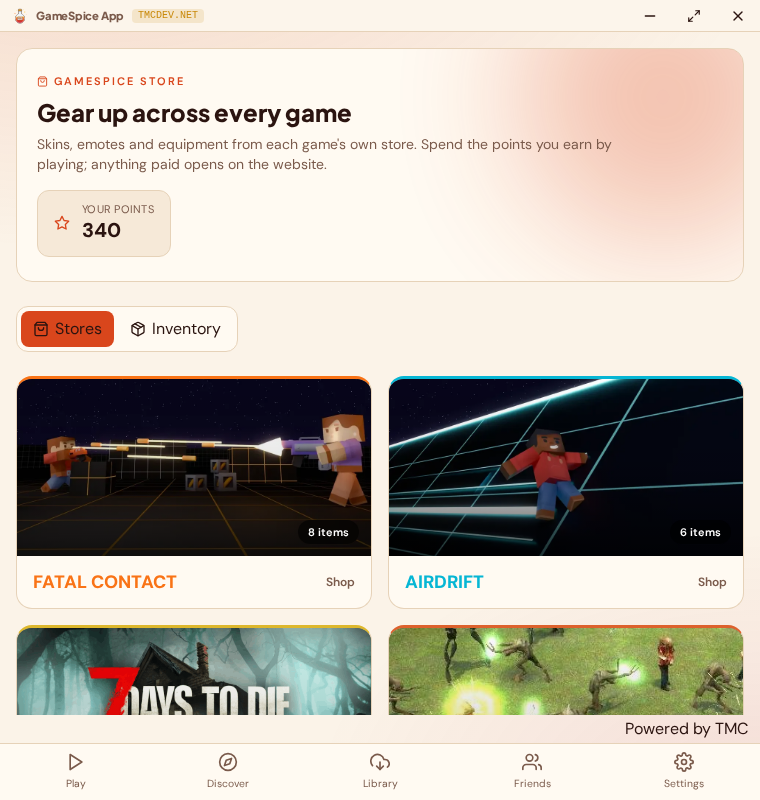 GameSpice App TMCDEV.NET
GAMESPICE STORE
Gear up across every game
Skins, emotes and equipment from each game's own store. Spend the points you earn by
playing; anything paid opens on the website.
YOUR POINTS
340
Stores Inventory
8 items
6 items
FATAL CONTACT Shop
AIRDRIFT Shop
7 DAYS TO DIE
Powered by TMC
Play Discover Library Friends Settings